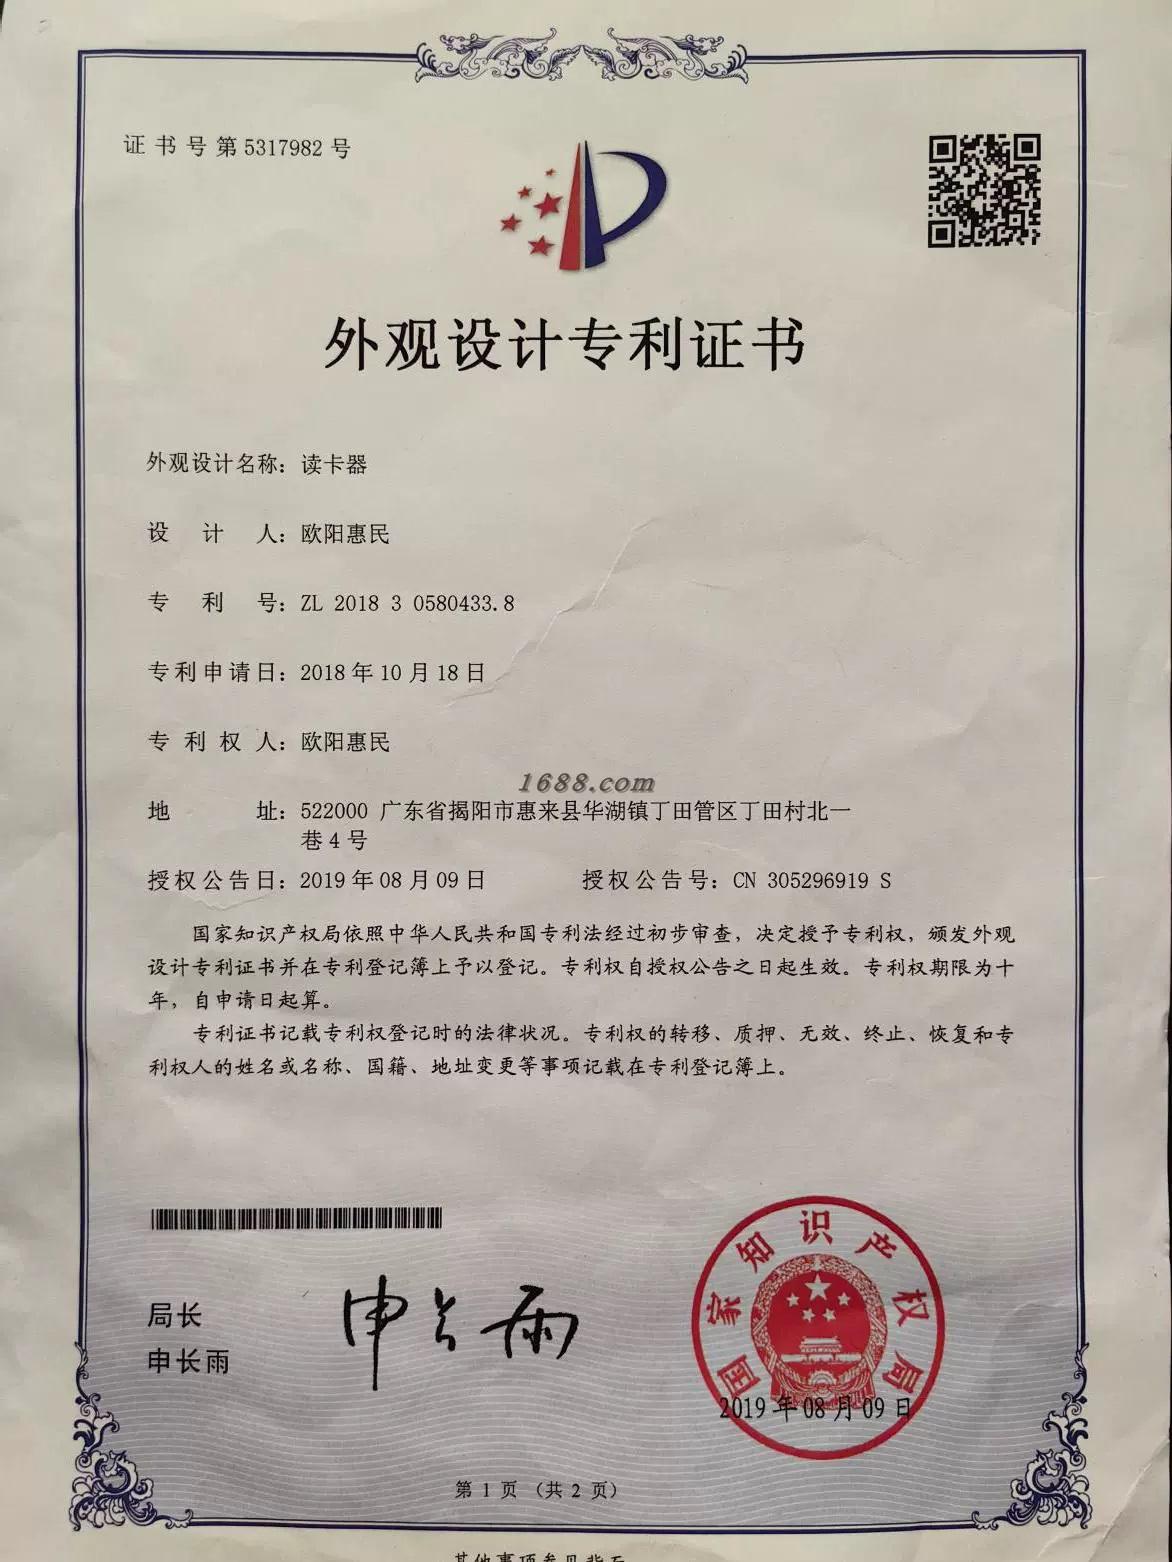 证书号第5317982号
外观设计专利证书
外观设计名称：读卡器
设计人：欧阳惠民
专利号：ZL 2018 3 0580433.8
专利申请日：2018年10月18日
专利权人：欧阳惠民
1688.com
地址：522000 广东省揭阳市惠来县华湖镇丁田管区丁田村北一
巷4号
授权公告日：2019年08月09日 授权公告号：CN 305296919 S
国家知识产权局依照中华人民共和国专利法经过初步审查，决定授予专利权，颁发外观
设计专利证书并在专利登记簿上予以登记。专利权自授权公告之日起生效。专利权期限为十
年，自申请日起算。
专利证书记载专利权登记时的法律状况。专利权的转移、质押、无效、终止、恢复和专
利权人的姓名或名称、国籍、地址变更等事项记载在专利登记簿上。
局长
申长雨
申长雨
国家知识产权局
2019年08月09日
第1页（共2页）
其他事项参见背面